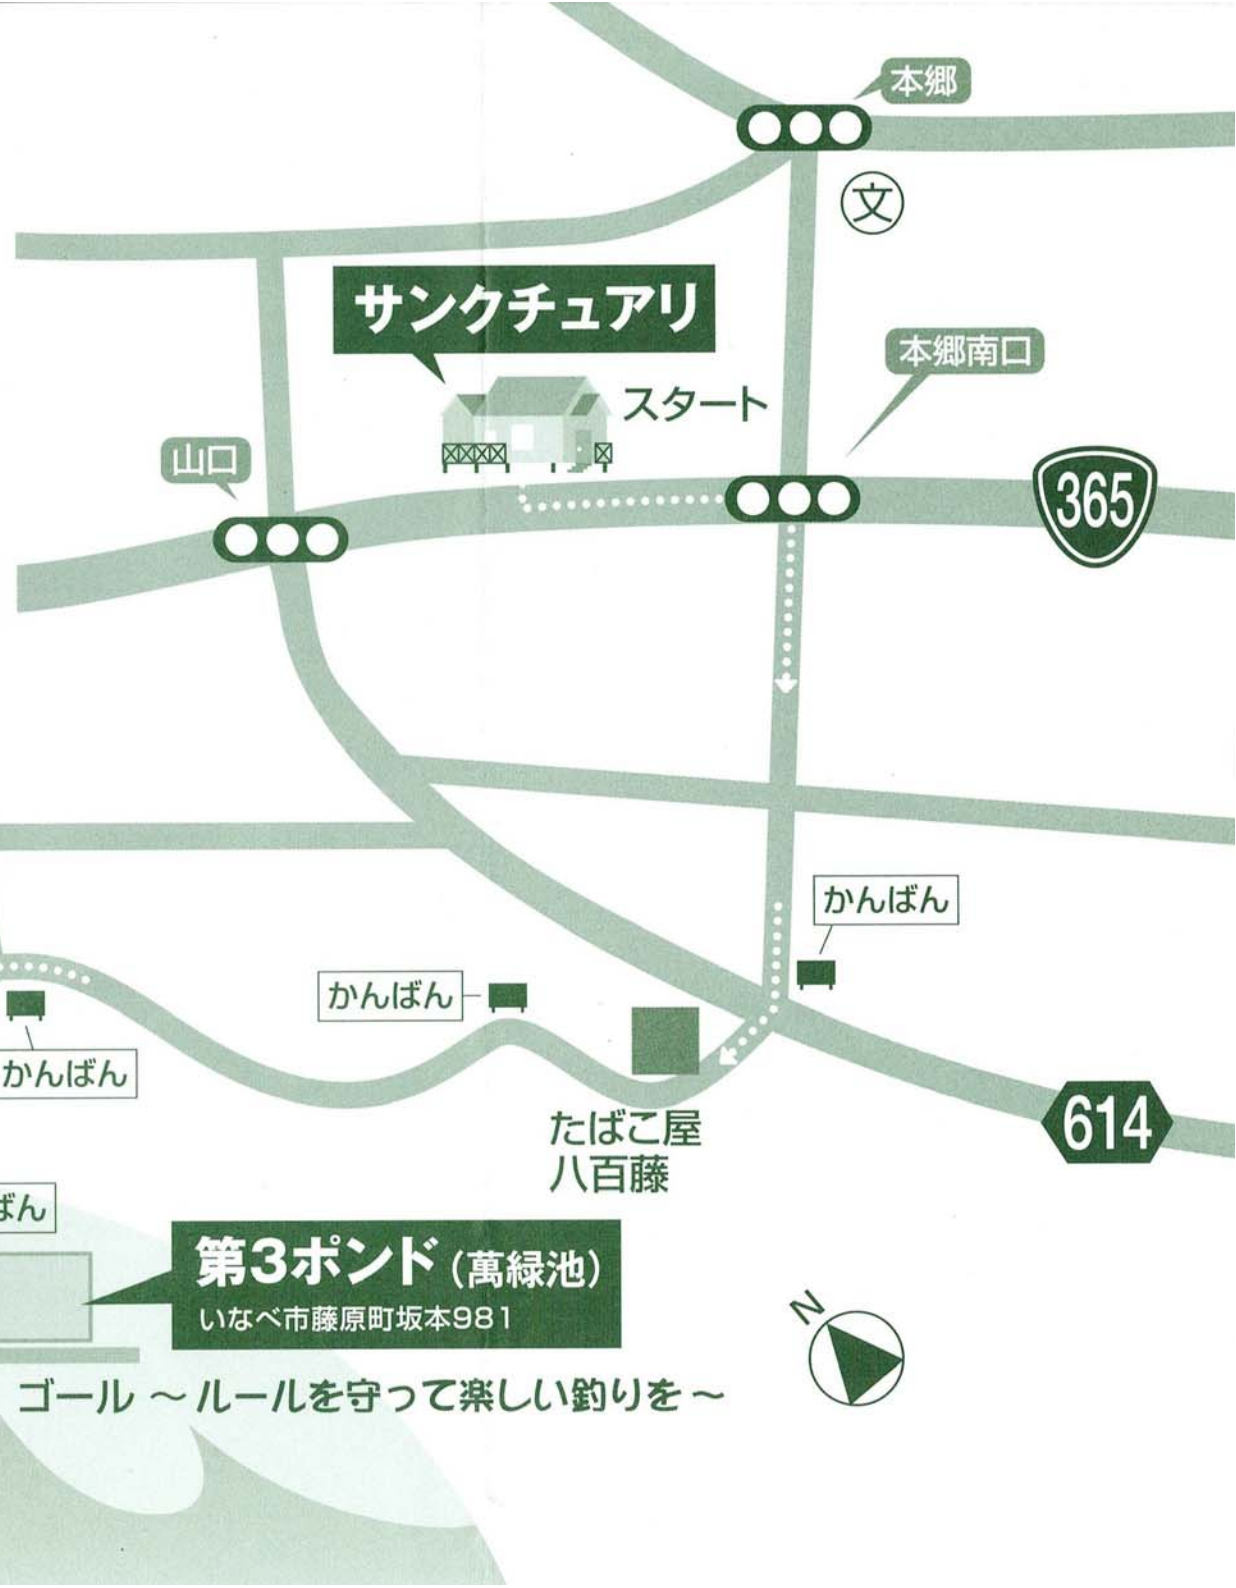 本郷
文
サンクチュアリ
スタート
本郷南口
山口
365
かんばん
かんばん
かんばん
たばこ屋
八百藤
614
ばん
第3ポンド(萬緑池)
いなべ市藤原町坂本981
ゴール ～ルールを守って楽しい釣りを～
N